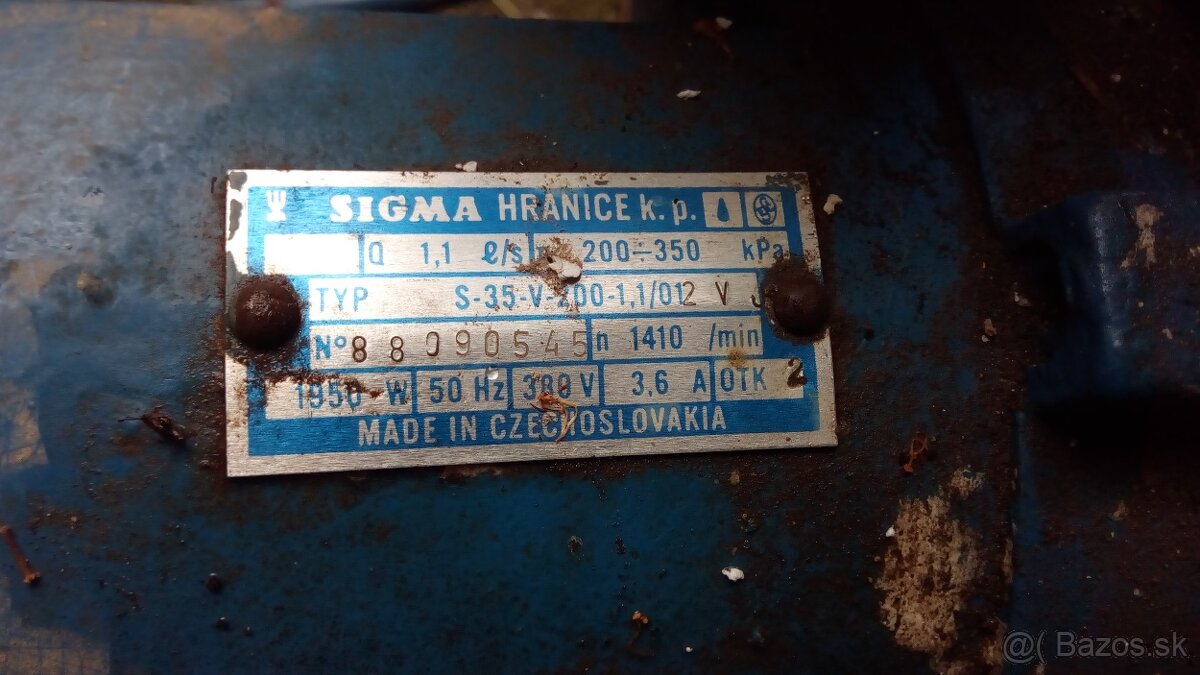 SIGMA HRANICE k. p.
Q 1,1 ℓ/s 200-350 kPa
TYP S-35-V-200-1,1/012 V J
Nº 88090545 n 1410 /min
1950 W 50 Hz 380 V 3,6 A OTK 2
MADE IN CZECHOSLOVAKIA
@( Bazos.sk